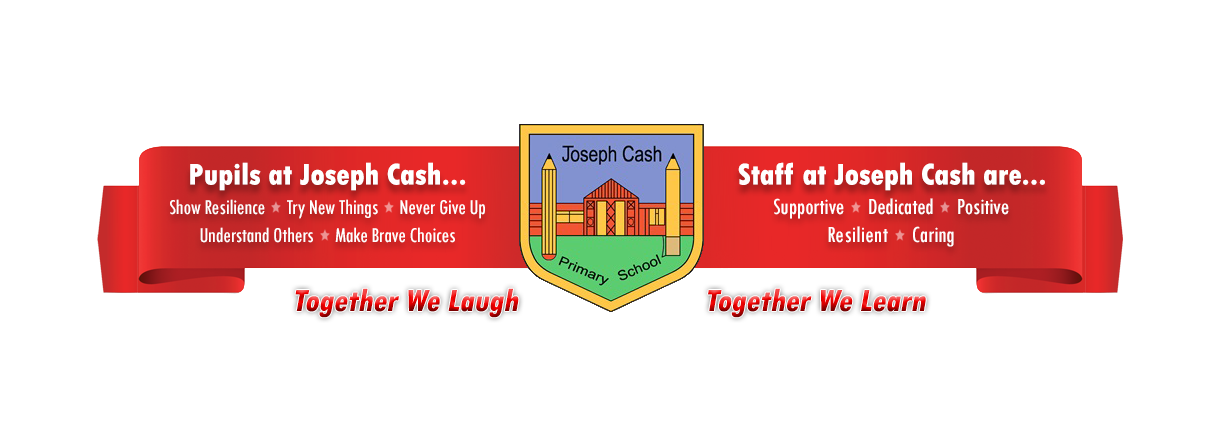 Pupils at Joseph Cash...
Show Resilience ★ Try New Things ★ Never Give Up
Understand Others ★ Make Brave Choices
Together We Laugh
Joseph Cash
Primary School
Staff at Joseph Cash are...
Supportive ★ Dedicated ★ Positive
Resilient ★ Caring
Together We Learn